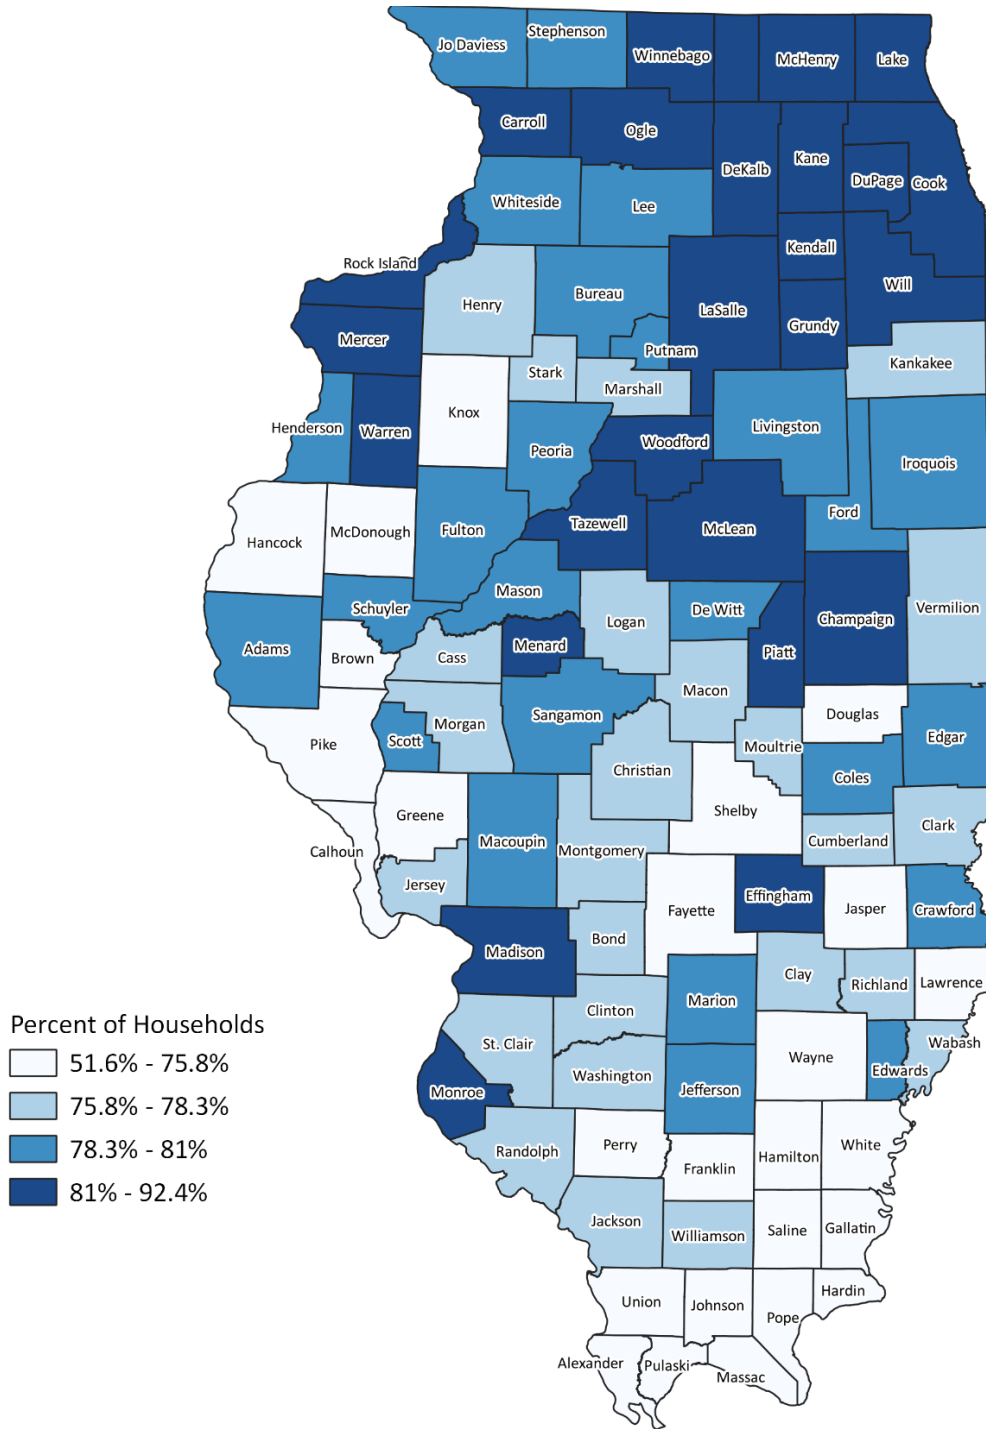 Jo Daviess
Stephenson
Winnebago
McHenry
Lake
Carroll
Ogle
DeKalb
Kane
DuPage
Cook
Whiteside
Lee
Kendall
Rock Island
Henry
Bureau
LaSalle
Grundy
Will
Mercer
Putnam
Kankakee
Stark
Marshall
Henderson
Warren
Knox
Peoria
Woodford
Livingston
Iroquois
Hancock
McDonough
Fulton
Tazewell
McLean
Ford
Mason
Schuyler
Logan
De Witt
Champaign
Vermilion
Adams
Brown
Cass
Menard
Piatt
Macon
Pike
Scott
Morgan
Sangamon
Douglas
Moultrie
Edgar
Christian
Coles
Greene
Shelby
Calhoun
Macoupin
Montgomery
Cumberland
Clark
Jersey
Fayette
Effingham
Jasper
Crawford
Madison
Bond
Clay
Richland
Lawrence
Marion
Clinton
Percent of Households
51.6% - 75.8%
75.8% - 78.3%
78.3% - 81%
81% - 92.4%
St. Clair
Washington
Wayne
Wabash
Edwards
Monroe
Jefferson
Randolph
Perry
Franklin
Hamilton
White
Jackson
Williamson
Saline
Gallatin
Union
Johnson
Pope
Hardin
Alexander
Pulaski
Massac